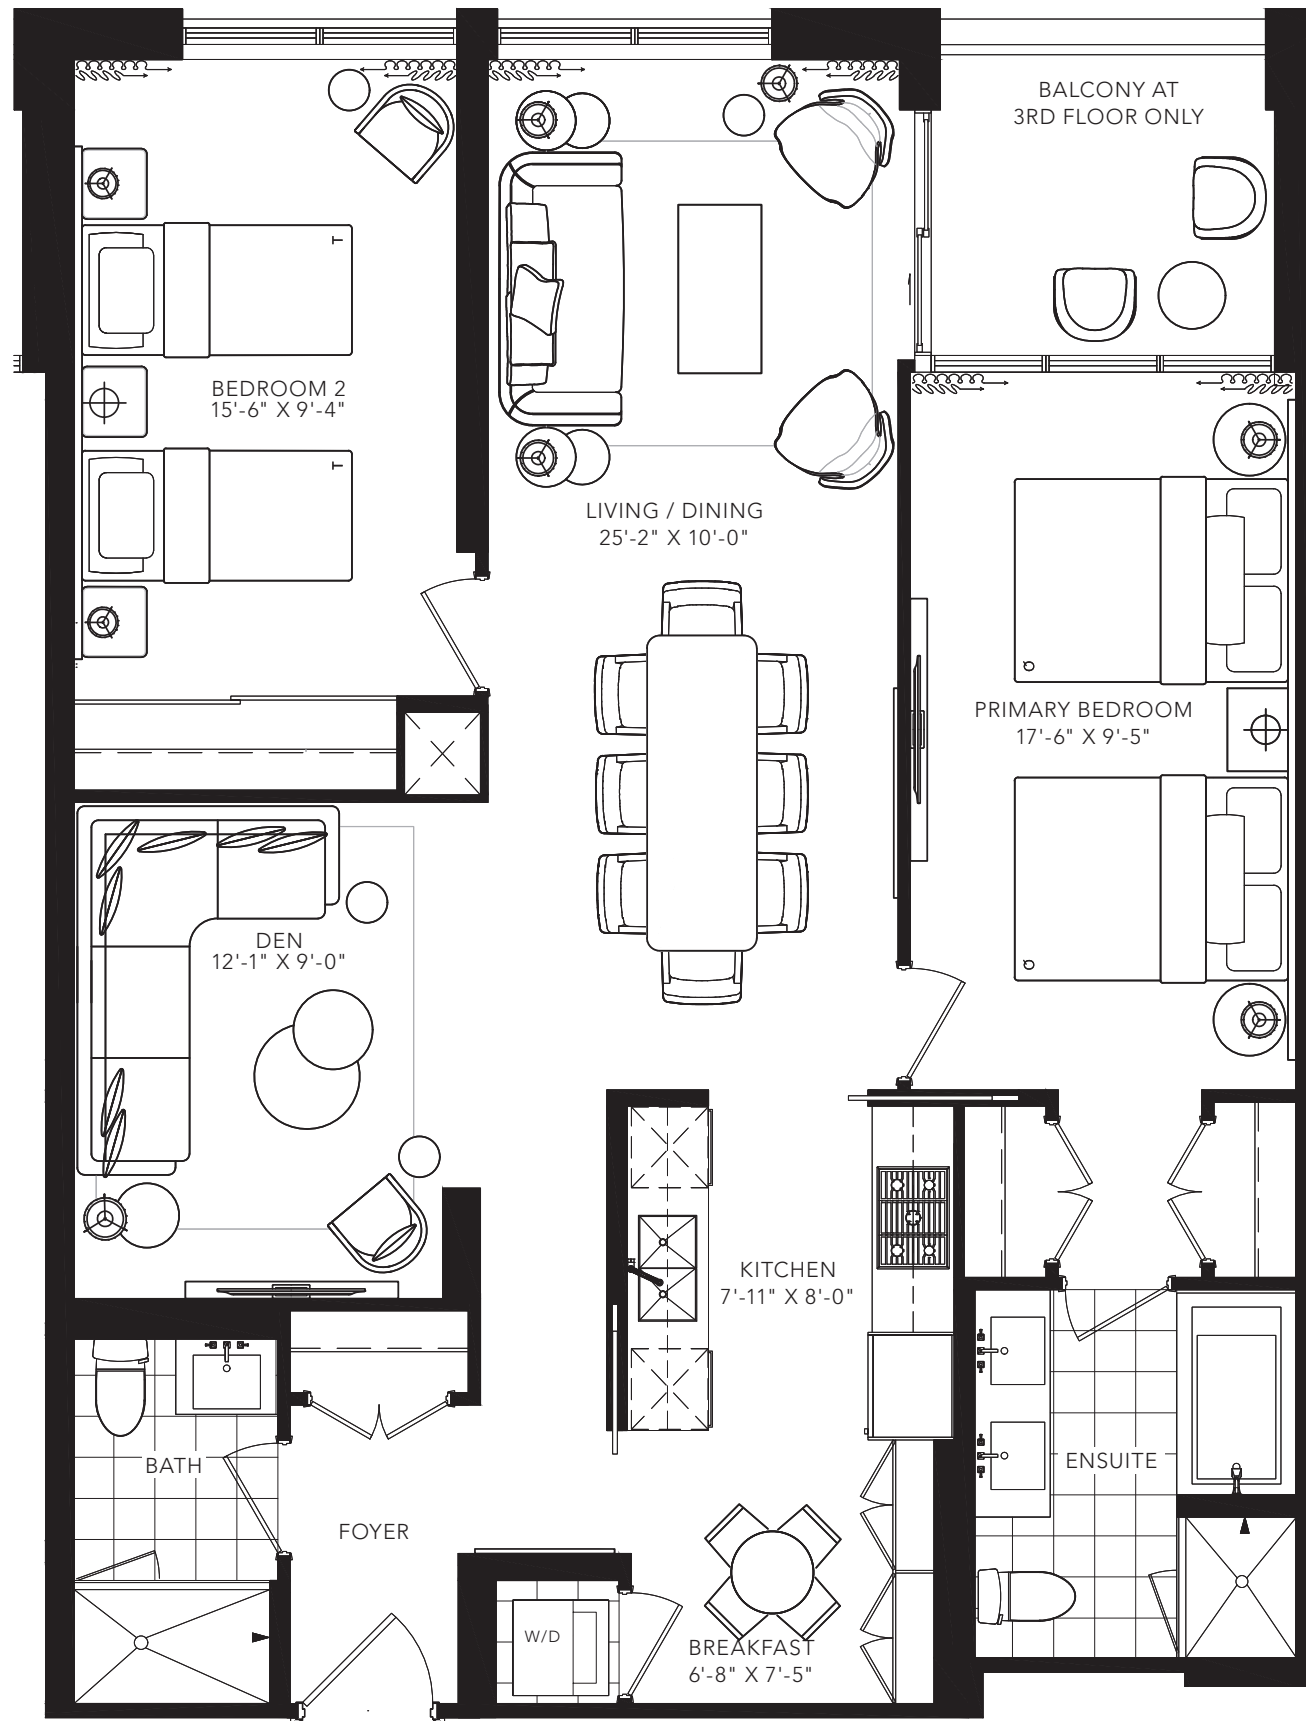 BALCONY AT
3RD FLOOR ONLY
BEDROOM 2
15'-6" X 9'-4"
LIVING / DINING
25'-2" X 10'-0"
PRIMARY BEDROOM
17'-6" X 9'-5"
DEN
12'-1" X 9'-0"
KITCHEN
7'-11" X 8'-0"
BATH
ENSUITE
FOYER
W/D
BREAKFAST
6'-8" X 7'-5"